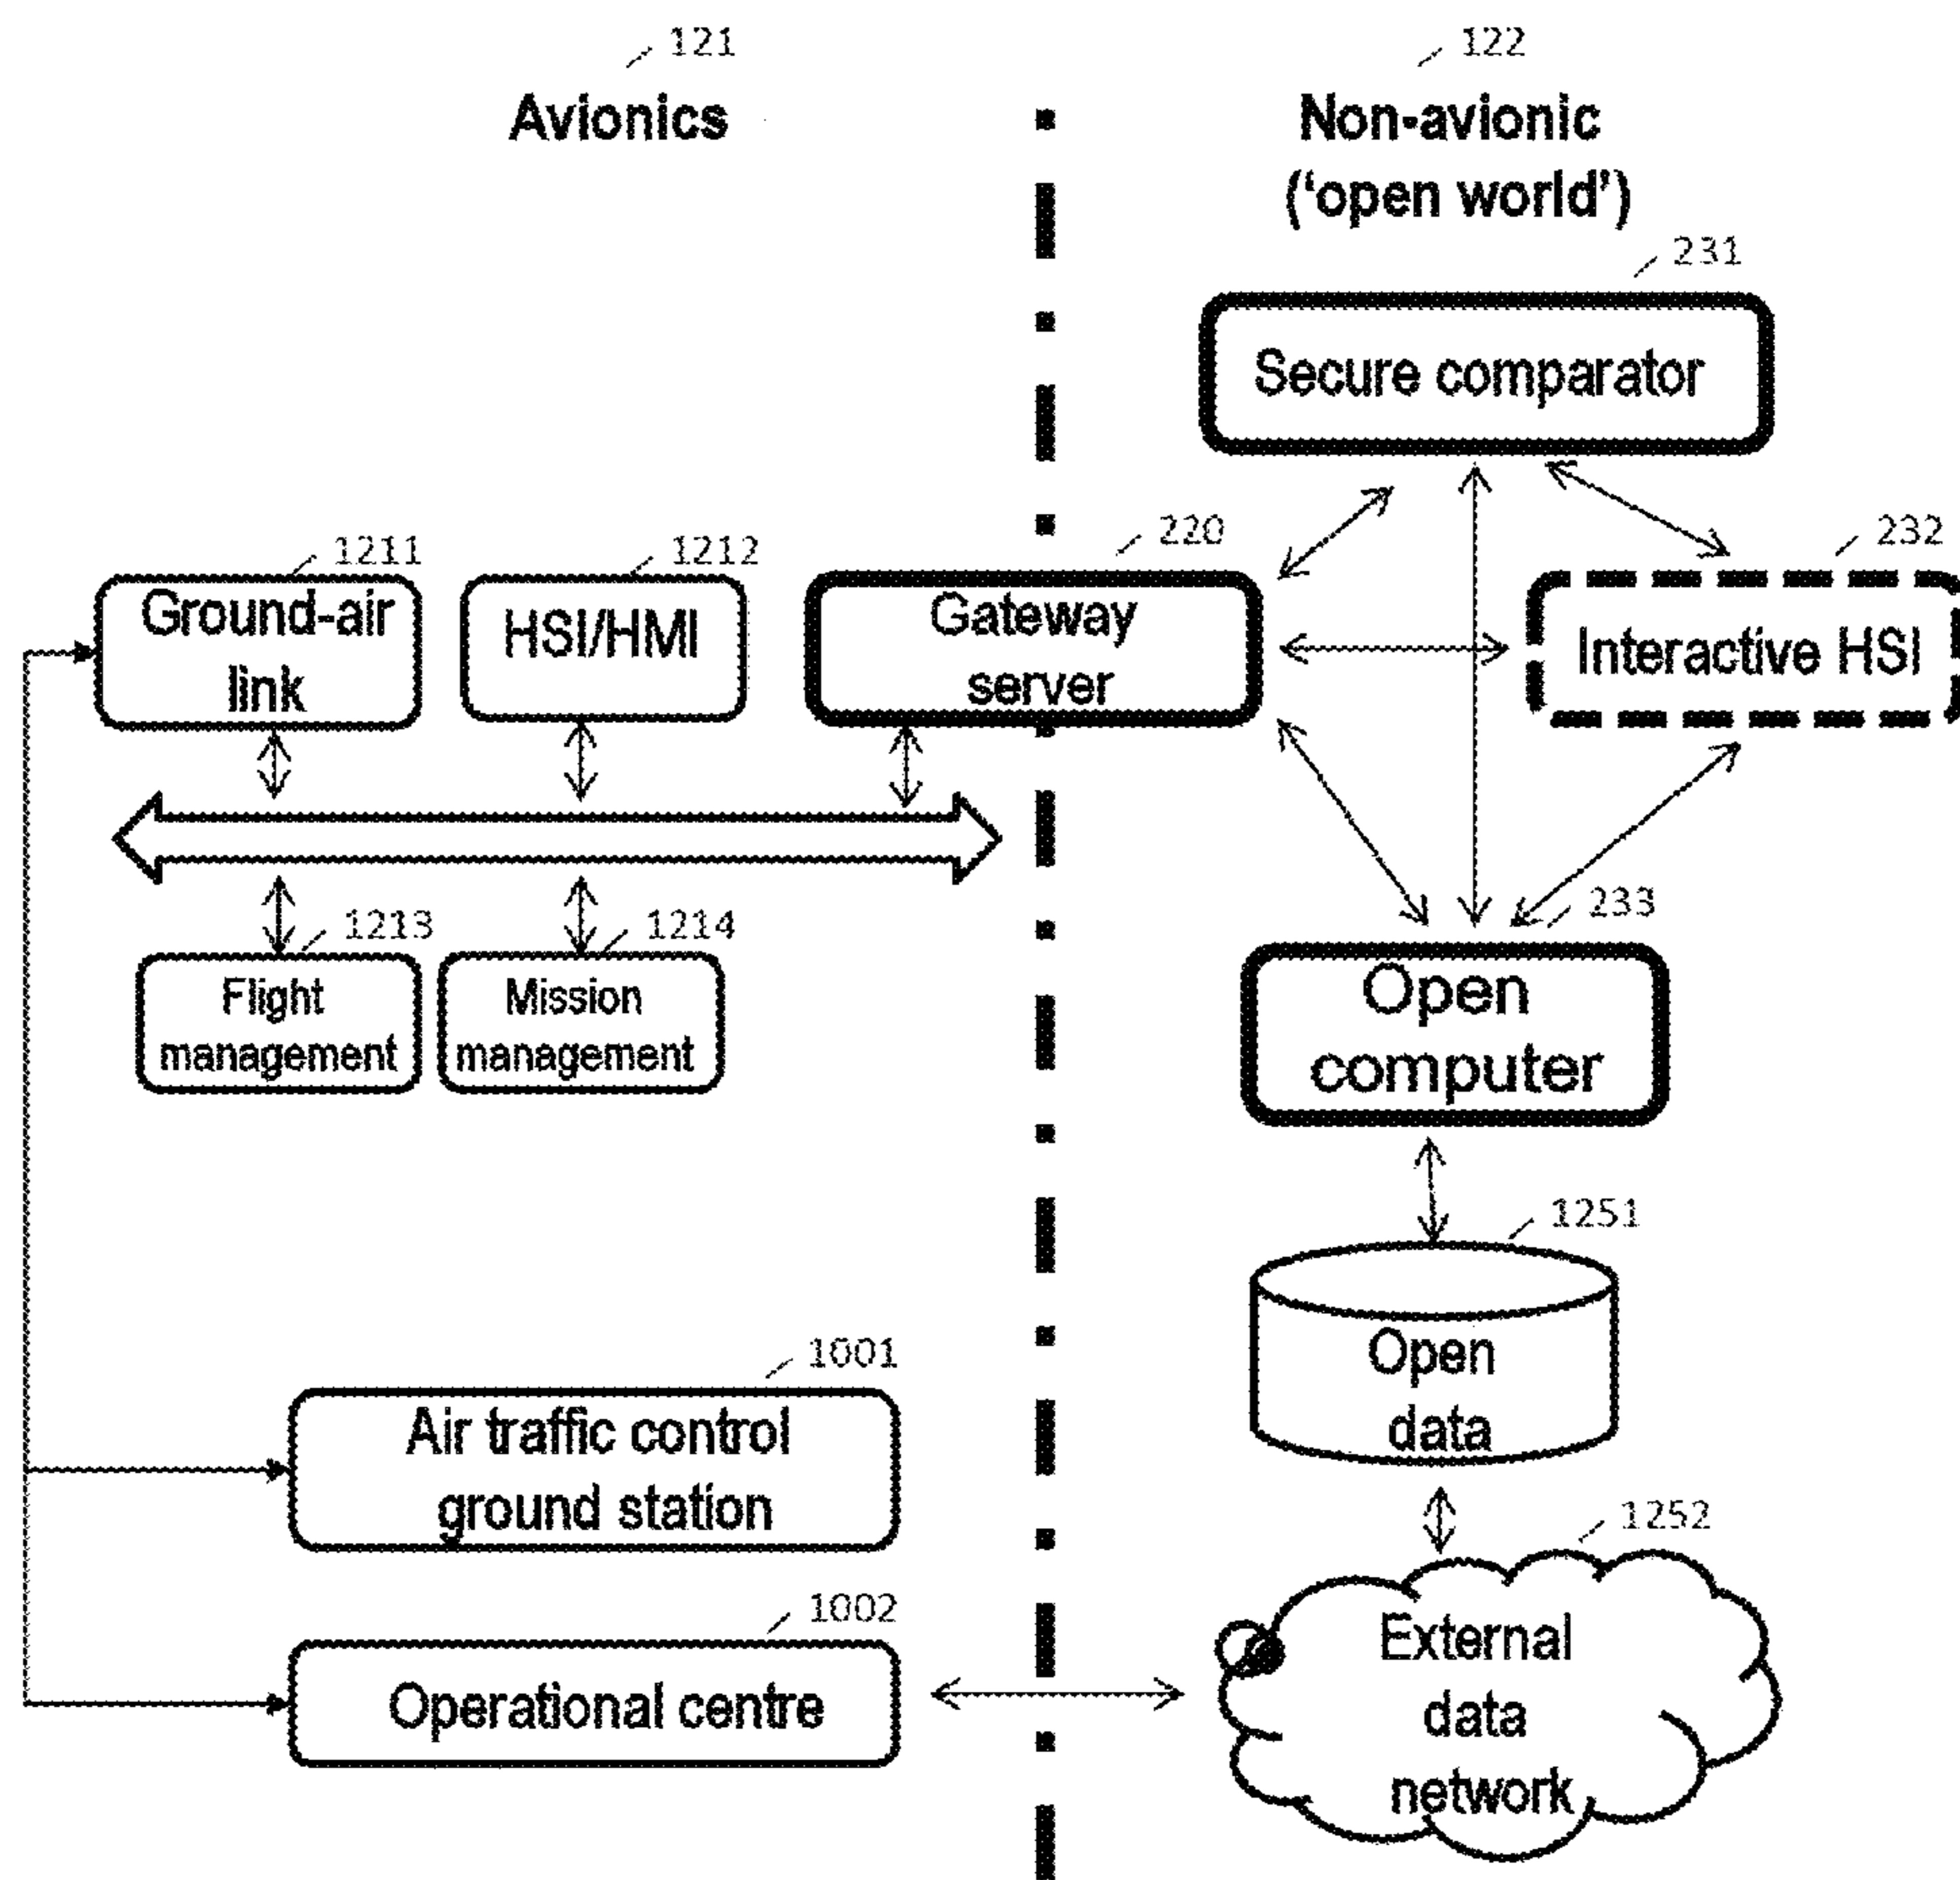 121
Avionics
122
Non-avionic
('open world')
231
Secure comparator
1211
Ground-air
link
1212
HSI/HMI
220
Gateway
server
232
Interactive HSI
1213
Flight
management
1214
Mission
management
233
Open
computer
1251
Open
data
1001
Air traffic control
ground station
1252
External
data
network
1002
Operational centre